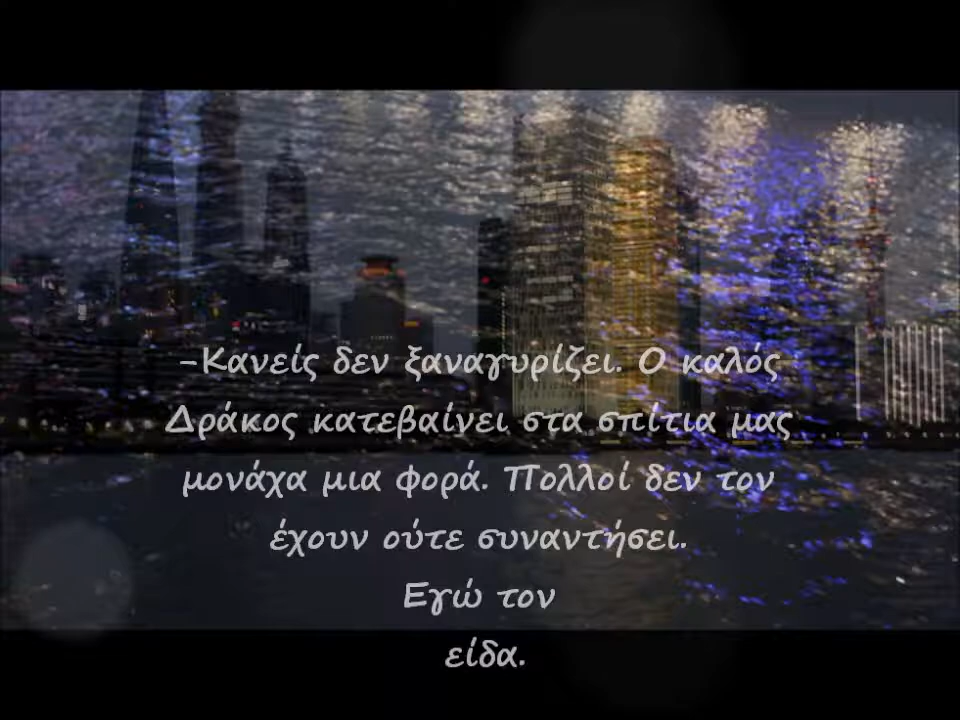 –Κανείς δεν ξαναγυρίζει. Ο καλός
Δράκος κατεβαίνει στα σπίτια μας
μονάχα μια φορά. Πολλοί δεν τον
έχουν ούτε συναντήσει.
Εγώ τον
είδα.